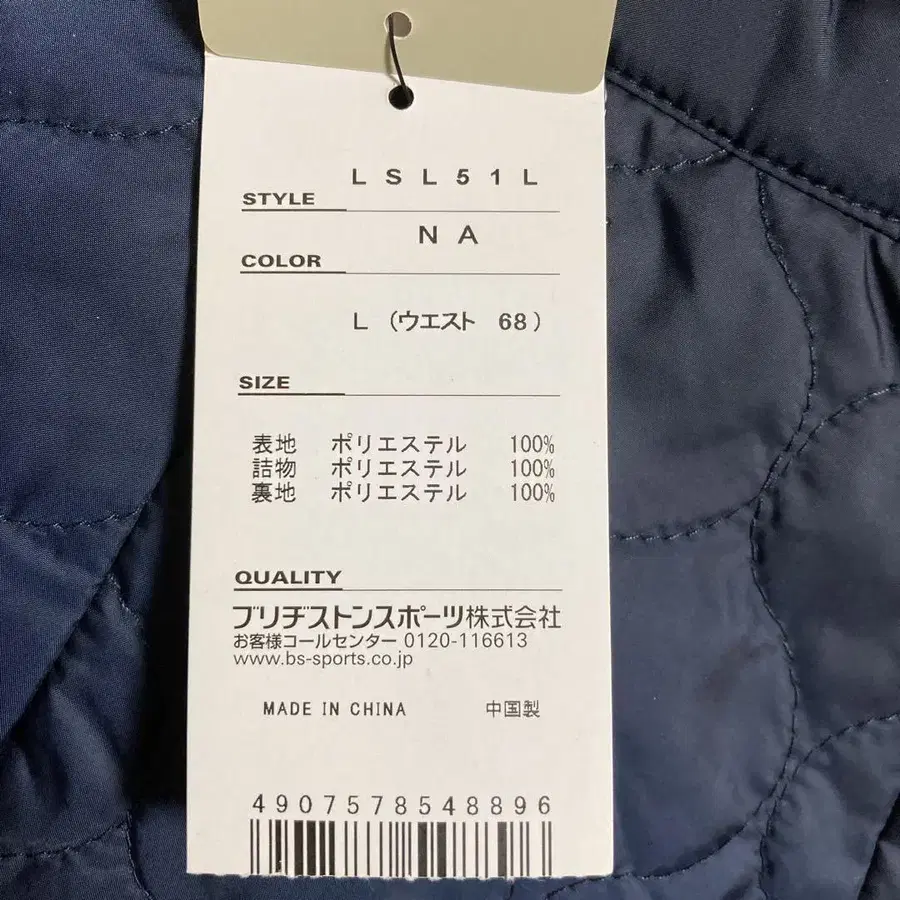 LSL51L
STYLE
NA
COLOR
L（ウエスト 68）
SIZE
表地 ポリエステル 100%
詰物 ポリエステル 100%
裏地 ポリエステル 100%
QUALITY
ブリヂストンスポーツ株式会社
お客様コールセンター 0120-116613
www.bs-sports.co.jp
MADE IN CHINA 中国製
4907578548896